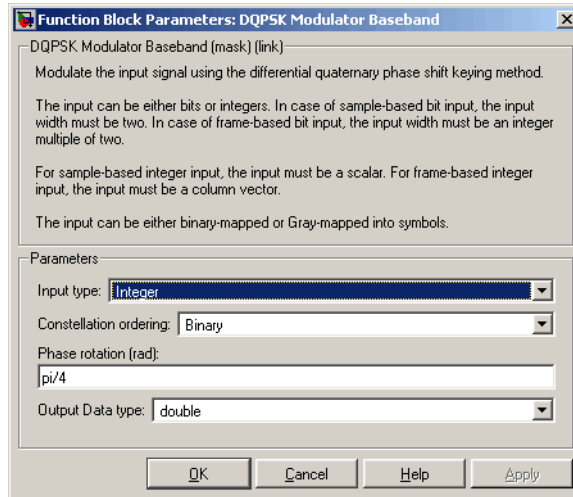 Function Block Parameters: DQPSK Modulator Baseband
DQPSK Modulator Baseband (mask) (link)
Modulate the input signal using the differential quaternary phase shift keying method.
The input can be either bits or integers. In case of sample-based bit input, the input
width must be two. In case of frame-based bit input, the input width must be an integer
multiple of two.
For sample-based integer input, the input must be a scalar. For frame-based integer
input, the input must be a column vector.
The input can be either binary-mapped or Gray-mapped into symbols.
Parameters
Input type: Integer
Constellation ordering: Binary
Phase rotation (rad):
pi/4
Output Data type: double
OK Cancel Help Apply